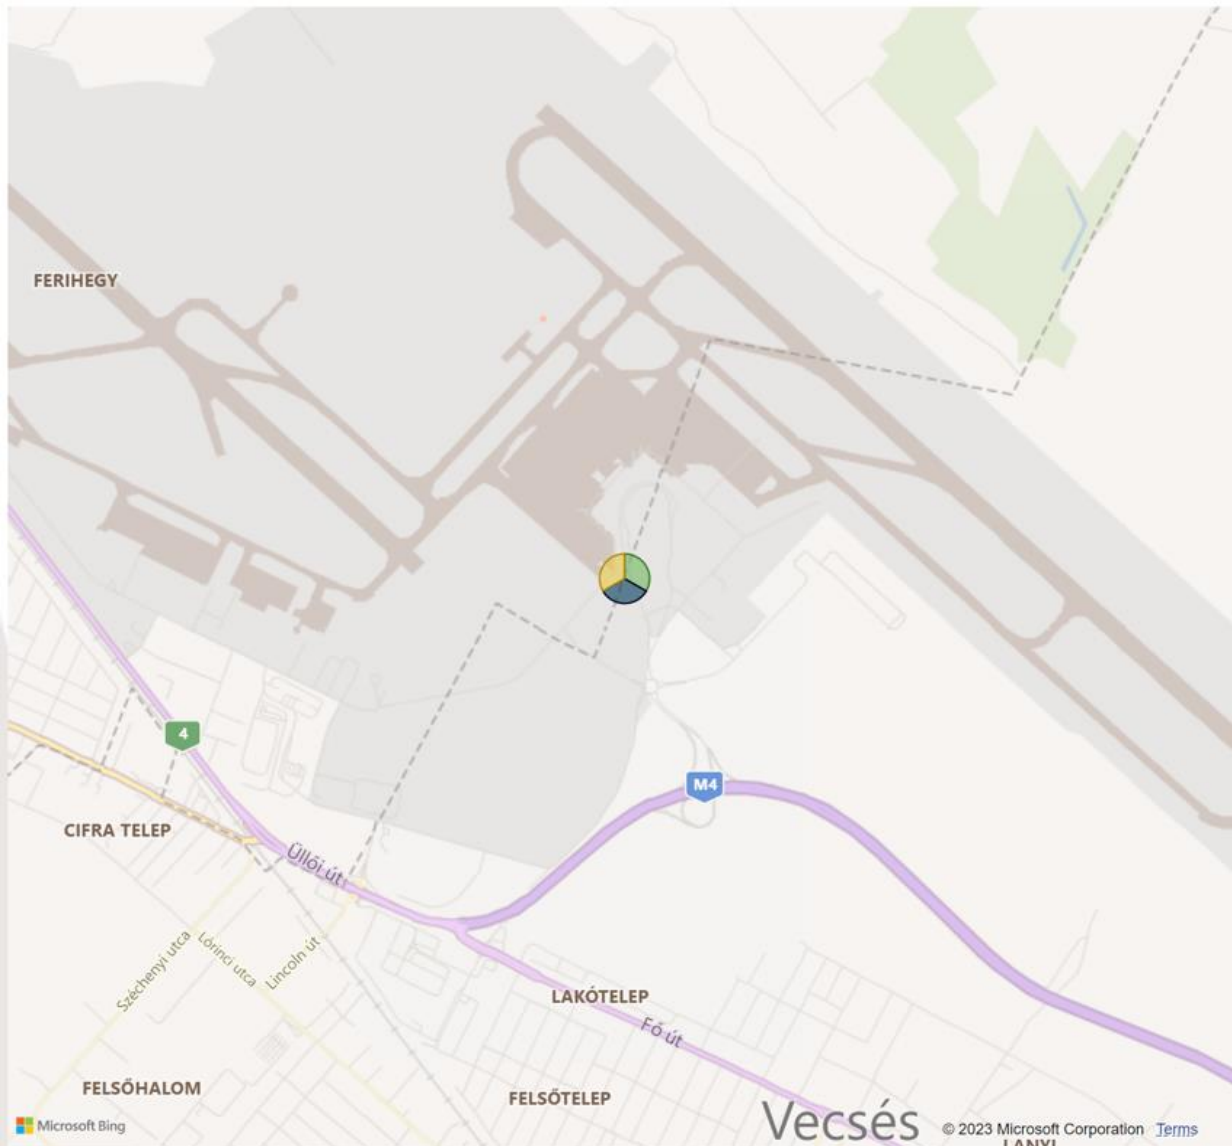 FERIHEGY
4
M4
CIFRA TELEP
Üllői út
Széchenyi utca
Lőrinci utca
Lincoln út
LAKÓTELEP
Fő út
FELSŐHALOM
FELSŐTELEP
Vecsés
Microsoft Bing
© 2023 Microsoft Corporation Terms